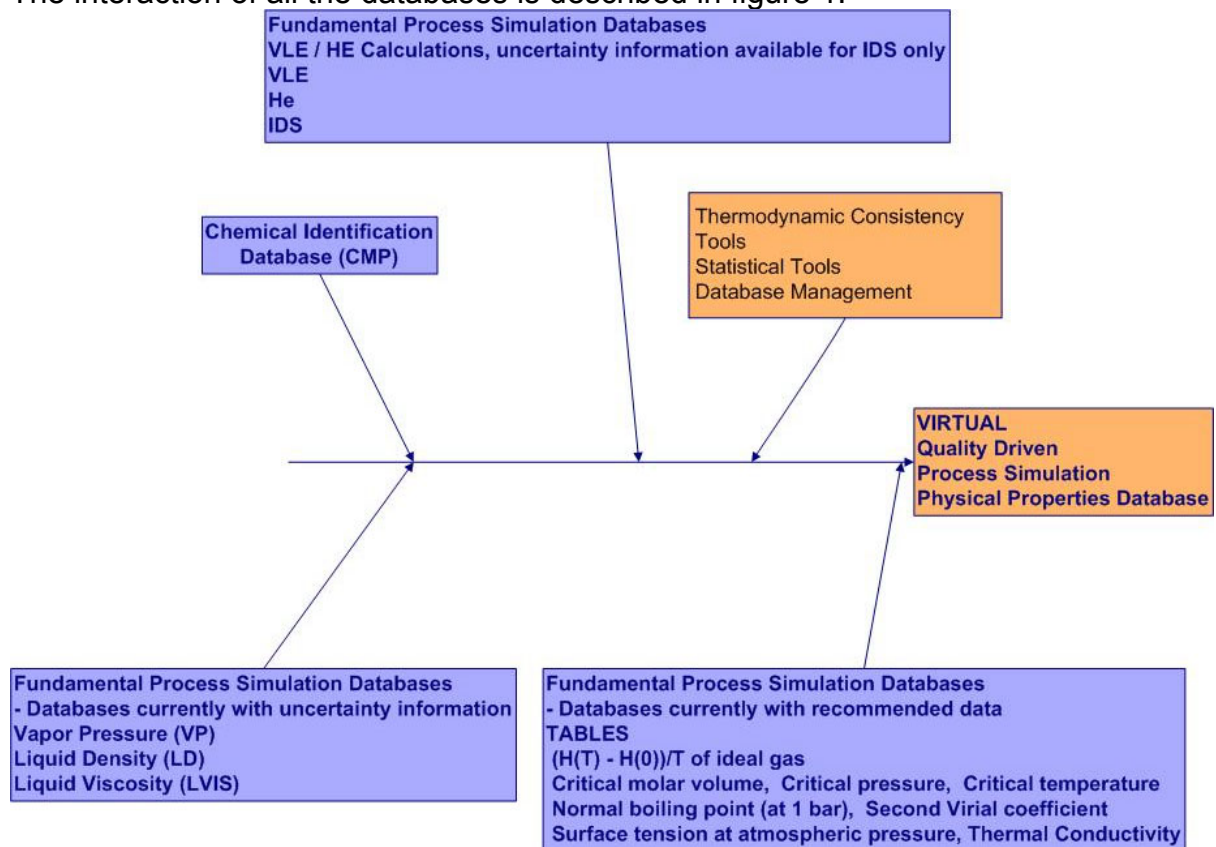 The interaction of all the databases is described in figure 1.
Fundamental Process Simulation Databases
VLE / HE Calculations, uncertainty information available for IDS only
VLE
He
IDS
Chemical Identification
Database (CMP)
Thermodynamic Consistency
Tools
Statistical Tools
Database Management
VIRTUAL
Quality Driven
Process Simulation
Physical Properties Database
Fundamental Process Simulation Databases
- Databases currently with uncertainty information
Vapor Pressure (VP)
Liquid Density (LD)
Liquid Viscosity (LVIS)
Fundamental Process Simulation Databases
- Databases currently with recommended data
TABLES
(H(T) - H(0))/T of ideal gas
Critical molar volume, Critical pressure, Critical temperature
Normal boiling point (at 1 bar), Second Virial coefficient
Surface tension at atmospheric pressure, Thermal Conductivity